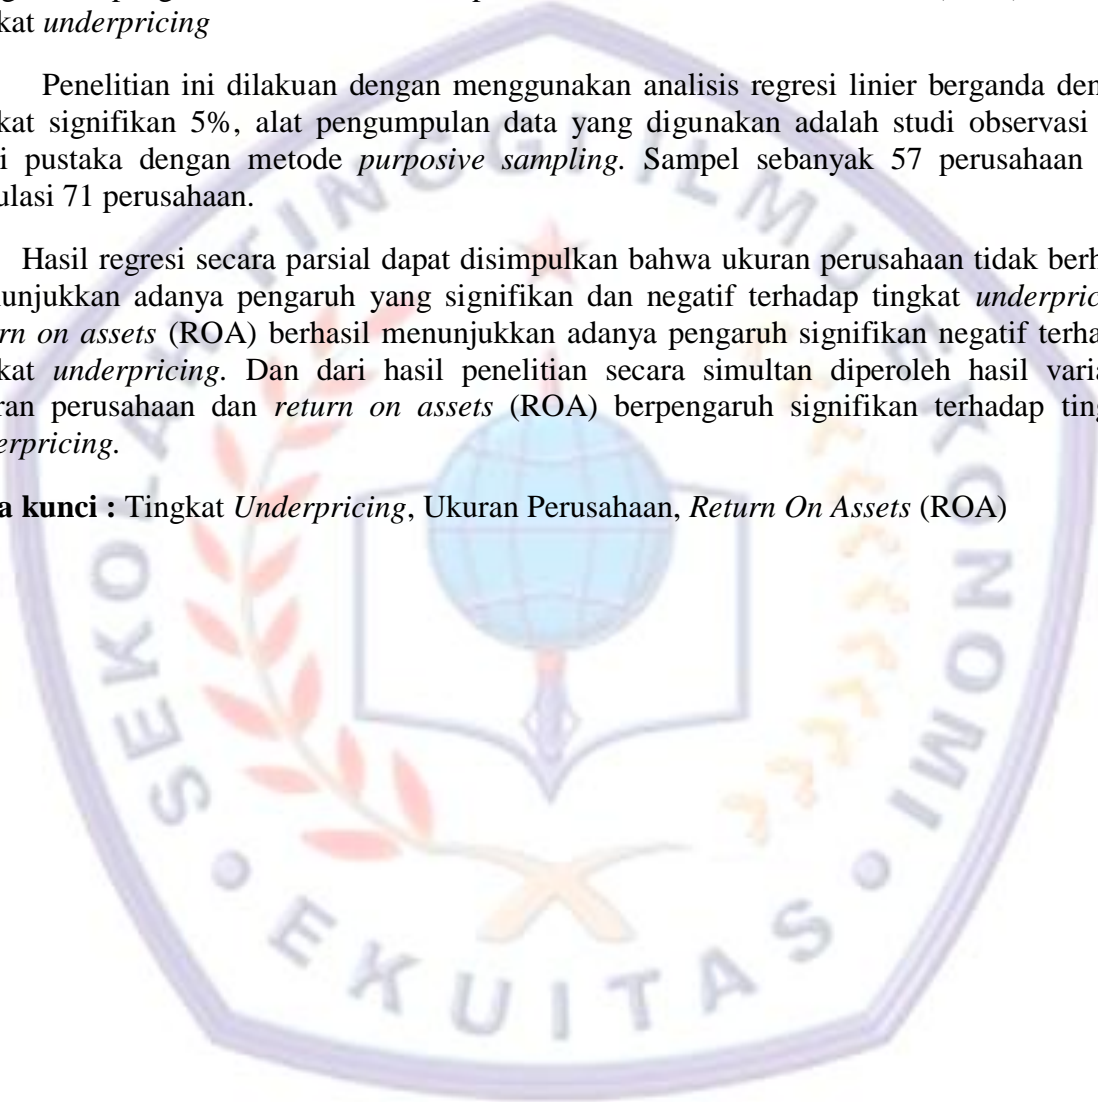 kat underpricing
Penelitian ini dilakuan dengan menggunakan analisis regresi linier berganda den
kat signifikan 5%, alat pengumpulan data yang digunakan adalah studi observasi
i pustaka dengan metode purposive sampling. Sampel sebanyak 57 perusahaan
ulasi 71 perusahaan.
Hasil regresi secara parsial dapat disimpulkan bahwa ukuran perusahaan tidak berh
unjukkan adanya pengaruh yang signifikan dan negatif terhadap tingkat underpric
rn on assets (ROA) berhasil menunjukkan adanya pengaruh signifikan negatif terha
kat underpricing. Dan dari hasil penelitian secara simultan diperoleh hasil varia
ran perusahaan dan return on assets (ROA) berpengaruh signifikan terhadap ting
erpricing.
a kunci : Tingkat Underpricing, Ukuran Perusahaan, Return On Assets (ROA)
SEKOLAH TINGGI ILMU EKONOMI
EKUITAS